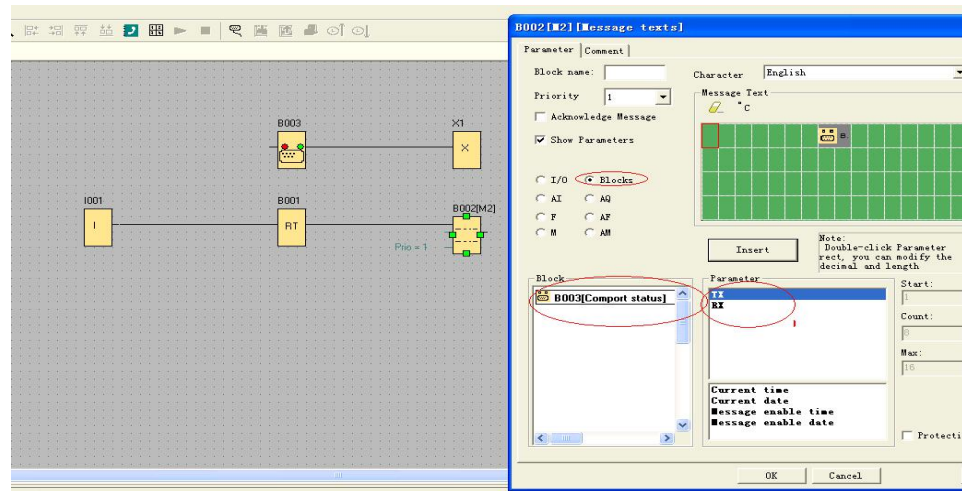 B002[M2][Message texts]
Parameter
Comment
Block name:
Character
English
Priority
1
Message Text
°C
Acknowledge Message
Show Parameters
B.
I/O
Blocks
AI
AQ
F
AF
M
AM
Insert
Note:
Double-click Parameter
rect, you can modify the
decimal and length
Block
B003[Comport status]
Parameter
TX
RX
Start:
1
Count:
8
Max:
16
Current time
Current date
Message enable time
Message enable date
Protecti
OK
Cancel
B003
X1
X
I001
I
B001
RT
B002[M2]
Prio = 1